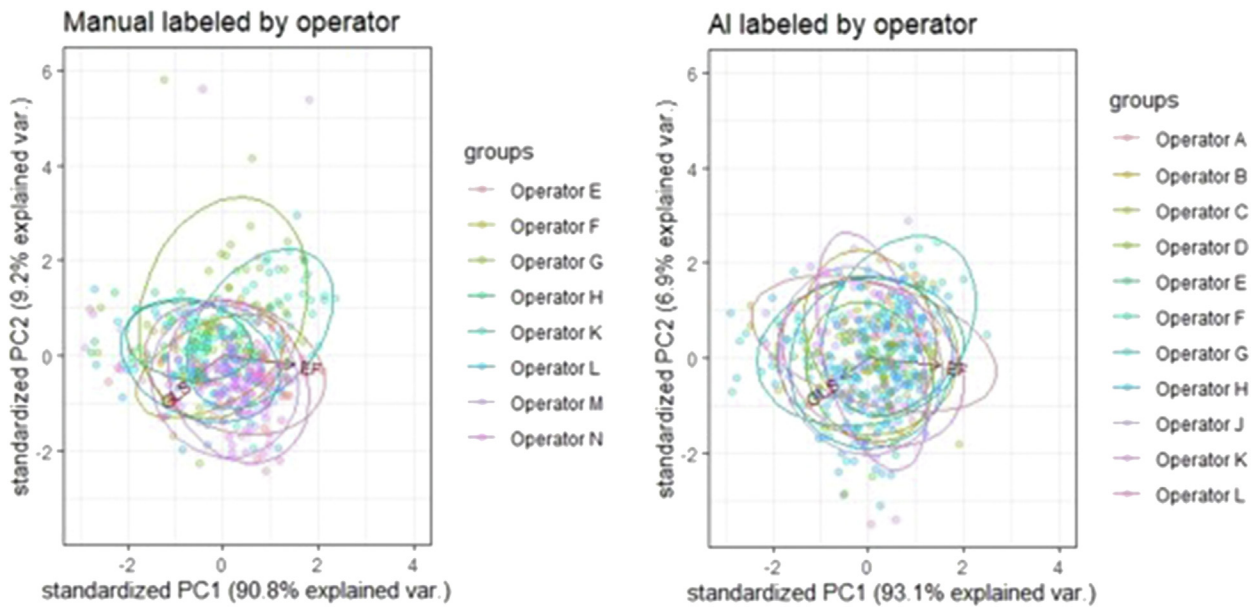 Manual labeled by operator
6
4
2
0
-2
standardized PC2 (9.2% explained var.)
GLS
EF
-2
0
2
4
standardized PC1 (90.8% explained var.)
groups
Operator E
Operator F
Operator G
Operator H
Operator K
Operator L
Operator M
Operator N
AI labeled by operator
6
4
2
0
-2
standardized PC2 (6.9% explained var.)
GLS
EF
-2
0
2
4
standardized PC1 (93.1% explained var.)
groups
Operator A
Operator B
Operator C
Operator D
Operator E
Operator F
Operator G
Operator H
Operator J
Operator K
Operator L